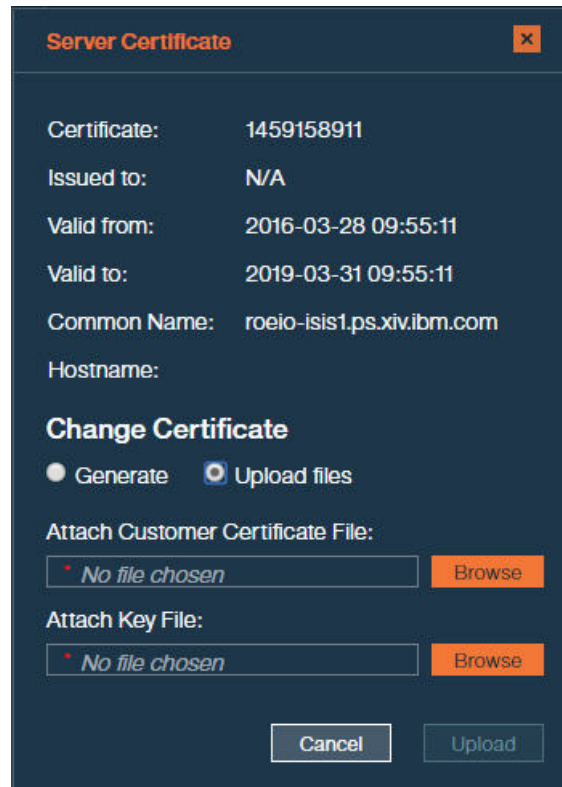 Server Certificate
×
Certificate: 1459158911
Issued to: N/A
Valid from: 2016-03-28 09:55:11
Valid to: 2019-03-31 09:55:11
Common Name: roeio-isis1.ps.xiv.ibm.com
Hostname:
Change Certificate
Generate Upload files
Attach Customer Certificate File:
* No file chosen Browse
Attach Key File:
* No file chosen Browse
Cancel Upload